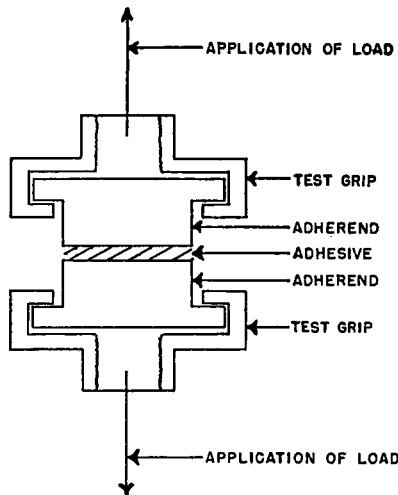 APPLICATION OF LOAD
TEST GRIP
ADHEREND
ADHESIVE
ADHEREND
TEST GRIP
APPLICATION OF LOAD